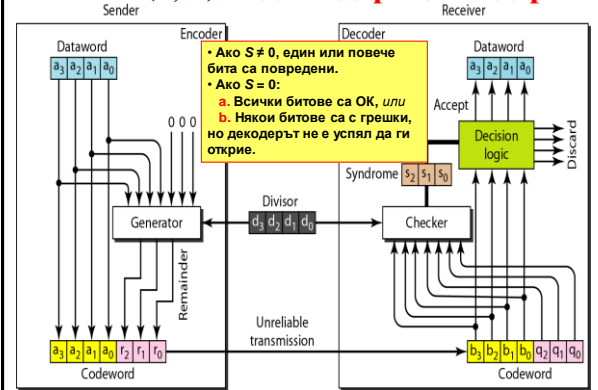 Sender
Receiver
Encoder
Decoder
Dataword
a3 a2 a1 a0
0 0 0
• Ако S ≠ 0, един или повече
бита са повредени.
• Ако S = 0:
a. Всички битове са ОК, или
b. Някои битове са с грешки,
но декодерът не е успял да ги
открие.
Dataword
a3 a2 a1 a0
Accept
Decision
logic
Discard
Syndrome s2 s1 s0
Generator
Divisor
d3 d2 d1 d0
Checker
Remainder
Unreliable
transmission
a3 a2 a1 a0 r2 r1 r0
Codeword
b3 b2 b1 b0 q2 q1 q0
Codeword